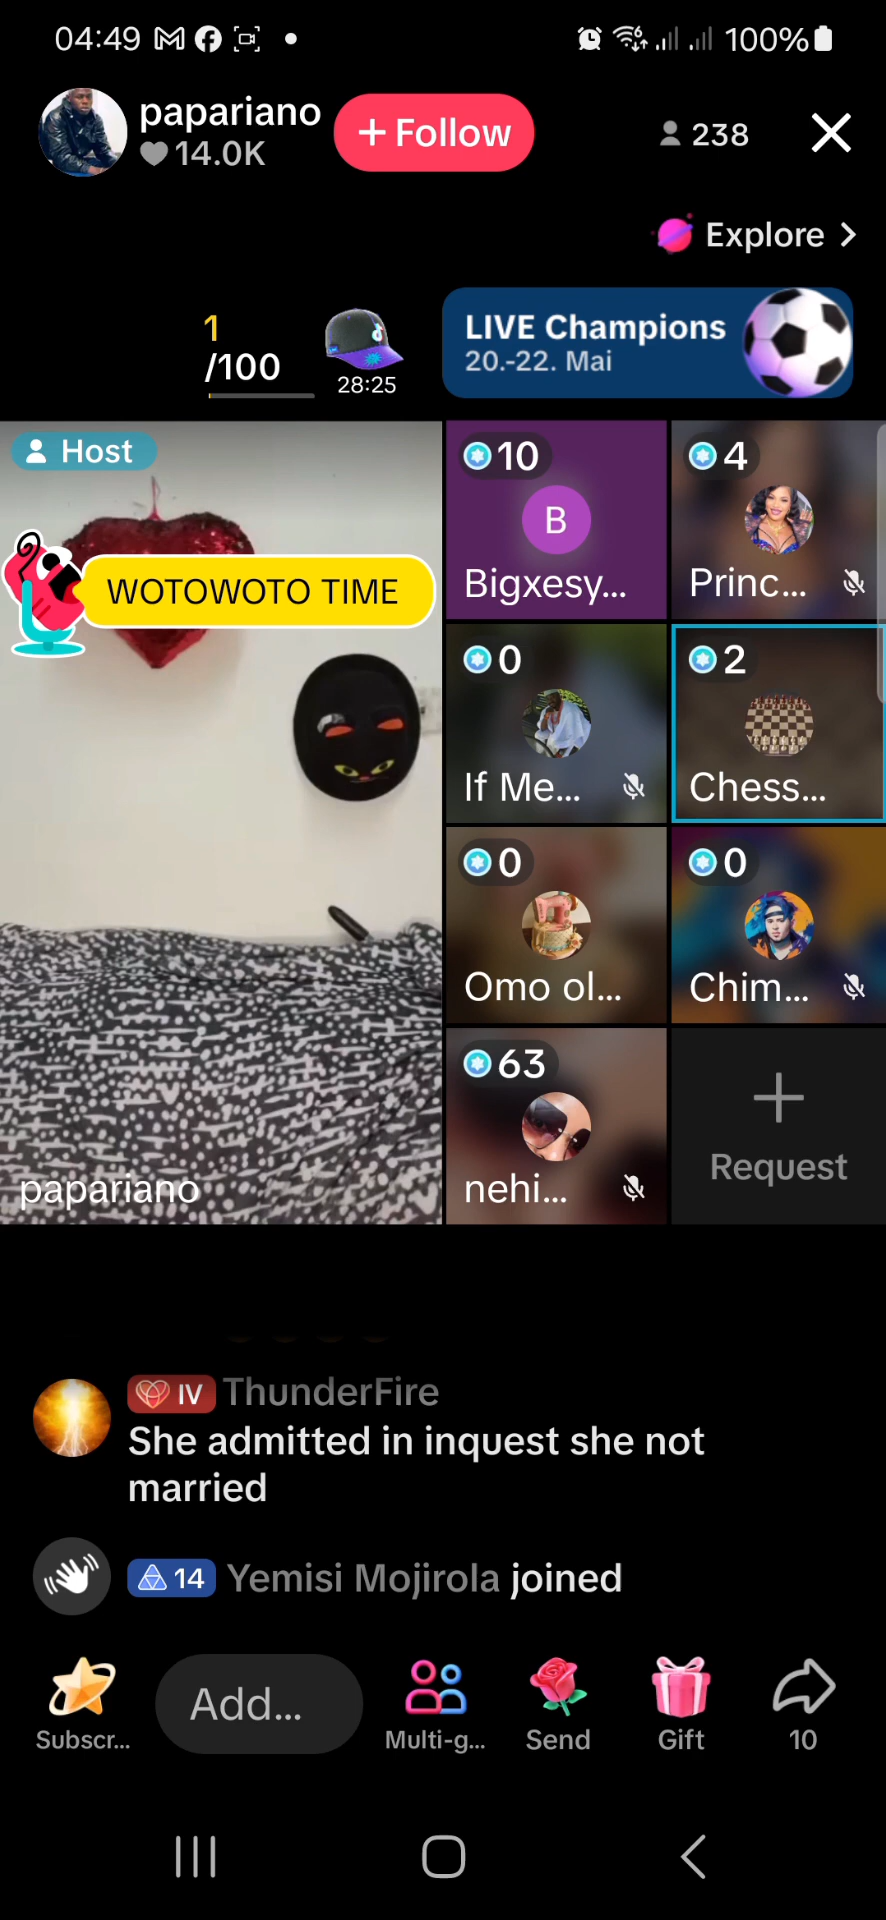 04:49
100%
papariano
14.0K
+ Follow
238
Explore >
1
/100
28:25
LIVE Champions
20.-22. Mai
Host
WOTOWOTO TIME
papariano
10
B
Bigxesy...
4
Princ...
0
If Me...
2
Chess...
0
Omo ol...
0
Chim...
63
nehi...
Request
IV ThunderFire
She admitted in inquest she not
married
14 Yemisi Mojirola joined
Subscr...
Add...
Multi-g...
Send
Gift
10